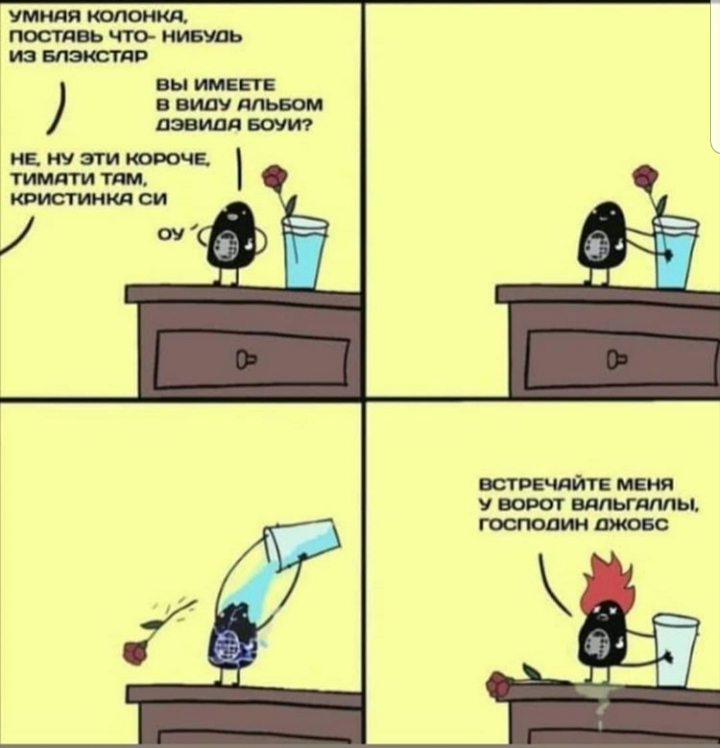 УМНАЯ КОЛОНКА,
ПОСТАВЬ ЧТО- НИБУДЬ
ИЗ БЛЭКСТАР
ВЫ ИМЕЕТЕ
В ВИДУ АЛЬБОМ
ДЭВИДА БОУИ?
НЕ, НУ ЭТИ КОРОЧЕ,
ТИМАТИ ТАМ,
КРИСТИНКА СИ
ОУ
ВСТРЕЧАЙТЕ МЕНЯ
У ВОРОТ ВАЛЬГАЛЛЫ,
ГОСПОДИН ДЖОБС